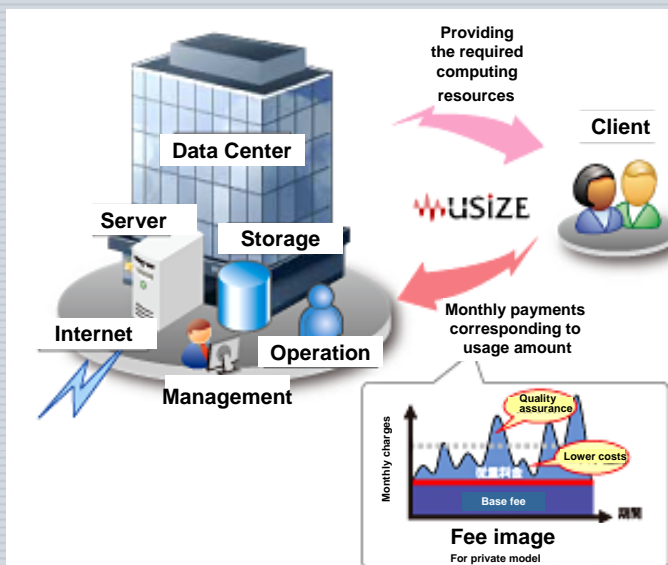 Providing
the required
computing
resources
Client
Data Center
Server
Storage
USiZE
Internet
Operation
Management
Monthly payments
corresponding to
usage amount
Quality
assurance
Monthly charges
Lower costs
従量料金
Base fee
期間
Fee image
For private model